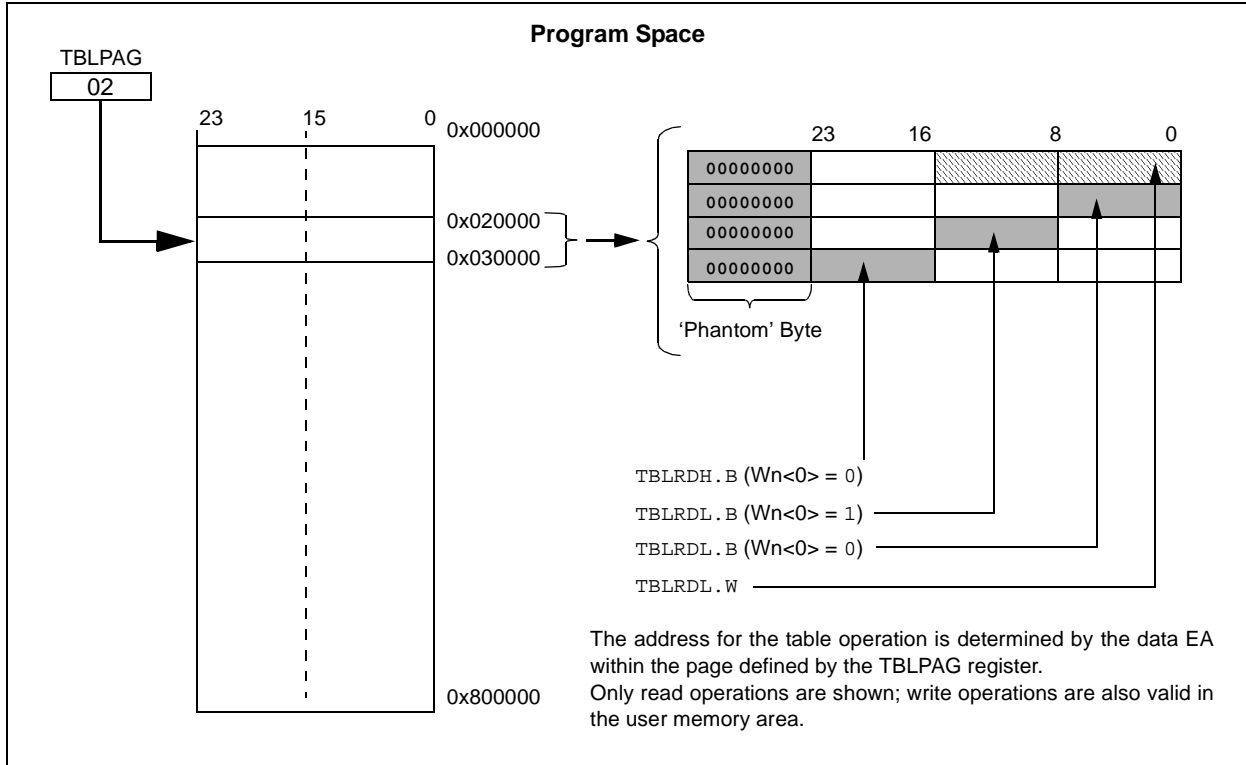 Program Space
TBLPAG
02
23 15 0
0x000000
0x020000
0x030000
0x800000
23 16 8 0
00000000
00000000
00000000
00000000
‘Phantom’ Byte
TBLRDH.B (Wn<0> = 0)
TBLRDL.B (Wn<0> = 1)
TBLRDL.B (Wn<0> = 0)
TBLRDL.W
The address for the table operation is determined by the data EA
within the page defined by the TBLPAG register.
Only read operations are shown; write operations are also valid in
the user memory area.